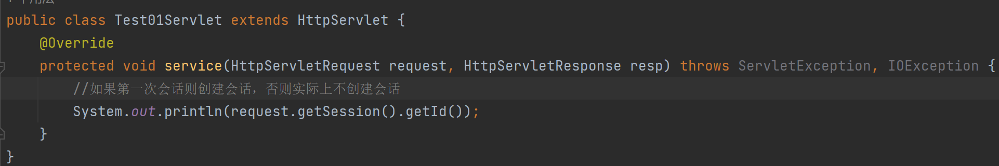 public class Test01Servlet extends HttpServlet {
@Override
protected void service(HttpServletRequest request, HttpServletResponse resp) throws ServletException, IOException {
//如果第一次会话则创建会话，否则实际上不创建会话
System.out.println(request.getSession().getId());
}
}